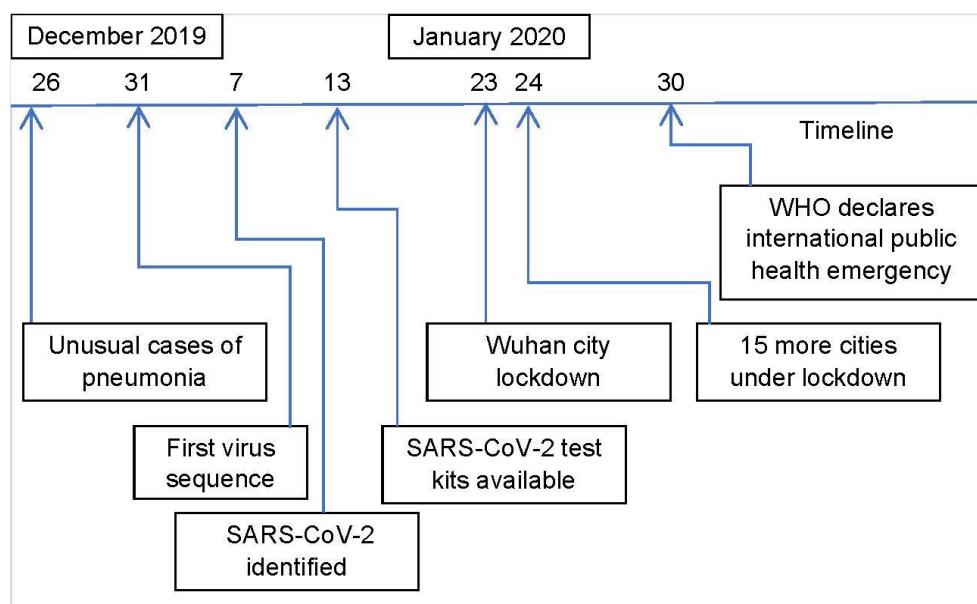 December 2019
January 2020
26 31 7 13 23 24 30
Timeline
WHO declares
international public
health emergency
Unusual cases of
pneumonia
Wuhan city
lockdown
15 more cities
under lockdown
First virus
sequence
SARS-CoV-2 test
kits available
SARS-CoV-2
identified